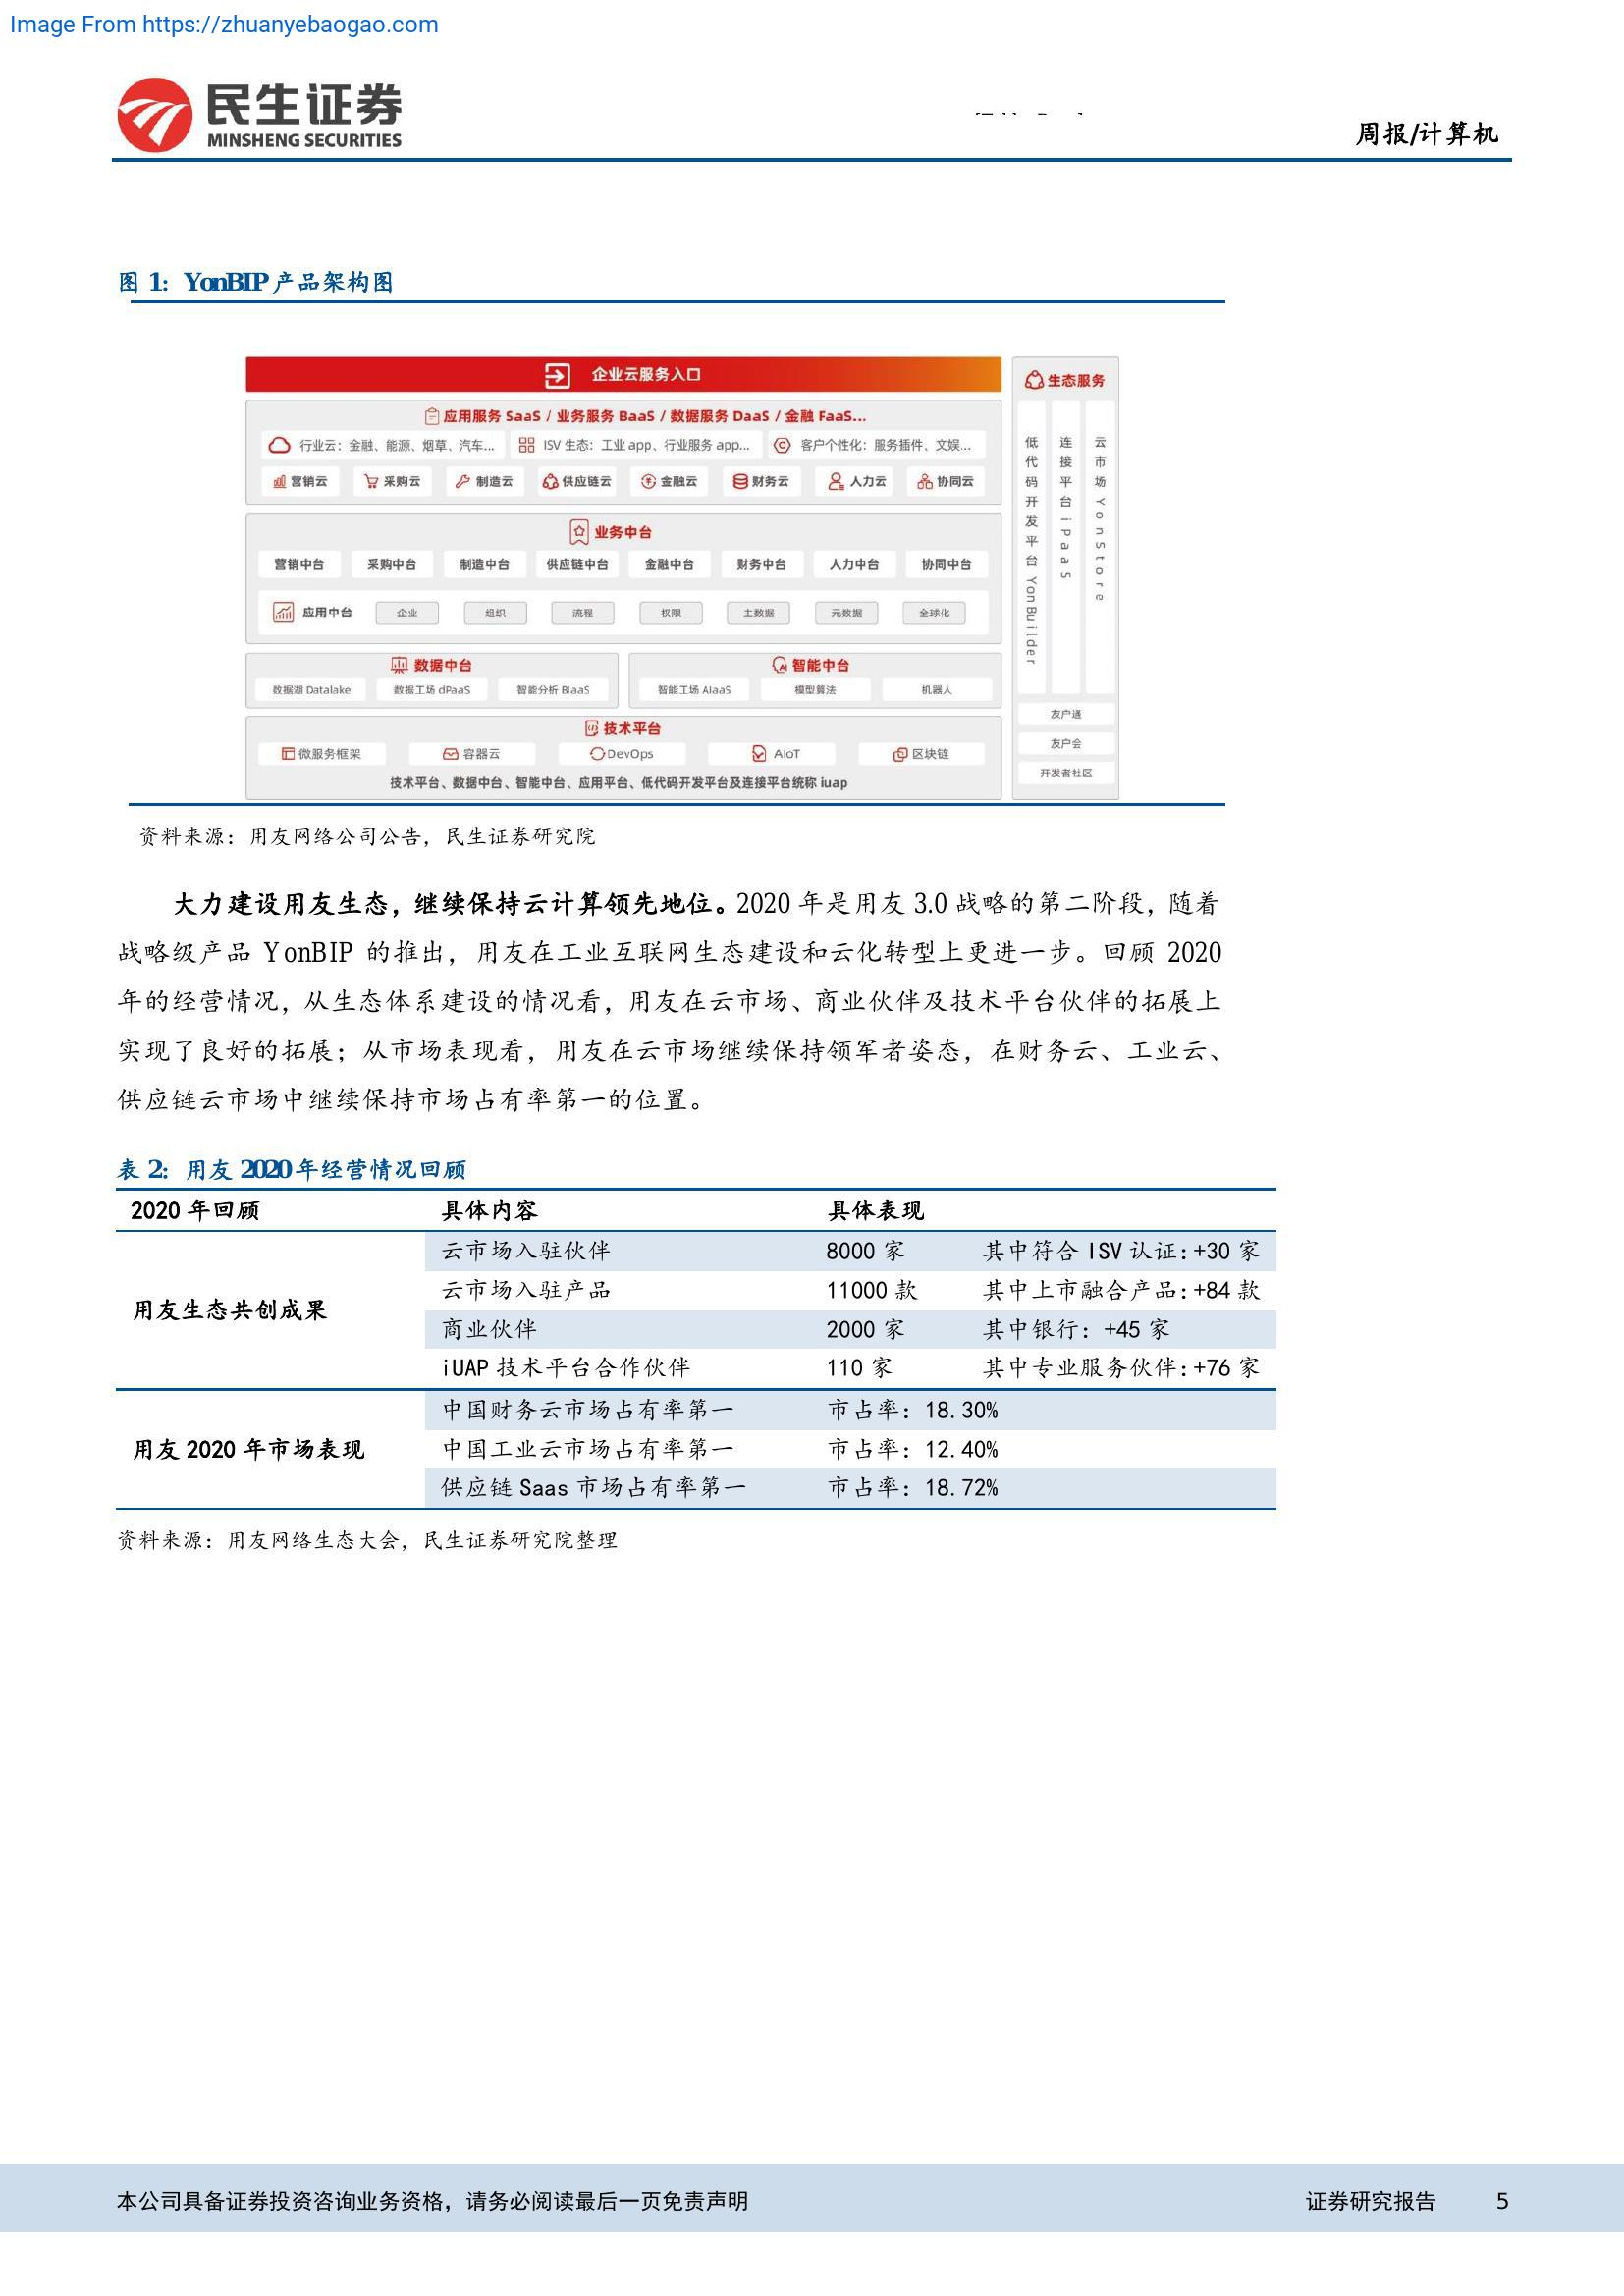 Image From https://zhuanyebaogao.com
民生证券
MINSHENG SECURITIES
周报/计算机
图 1：YonBIP 产品架构图
企业云服务入口
应用服务 SaaS / 业务服务 BaaS / 数据服务 DaaS / 金融 FaaS...
行业云：金融、能源、烟草、汽车... ISV 生态：工业 app、行业服务 app... 客户个性化：服务插件、文娱...
营销云 采购云 制造云 供应链云 金融云 财务云 人力云 协同云
业务中台
营销中台 采购中台 制造中台 供应链中台 金融中台 财务中台 人力中台 协同中台
应用中台 企业 组织 流程 权限 主数据 元数据 全球化
数据中台
数据湖 Datalake 数据工场 dPaaS 智能分析 BIaaS
智能中台
智能工场 AIaaS 模型算法 机器人
技术平台
微服务框架 容器云 DevOps AIoT 区块链
技术平台、数据中台、智能中台、应用平台、低代码开发平台及连接平台统称 iuap
生态服务
低代码开发平台 YonBuilder
连接平台 iPaaS
云市场 YonStore
友户通
友户会
开发者社区
资料来源：用友网络公司公告，民生证券研究院
大力建设用友生态，继续保持云计算领先地位。2020 年是用友 3.0 战略的第二阶段，随着
战略级产品 YonBIP 的推出，用友在工业互联网生态建设和云化转型上更进一步。回顾 2020
年的经营情况，从生态体系建设的情况看，用友在云市场、商业伙伴及技术平台伙伴的拓展上
实现了良好的拓展；从市场表现看，用友在云市场继续保持领军者姿态，在财务云、工业云、
供应链云市场中继续保持市场占有率第一的位置。
表 2：用友 2020 年经营情况回顾
2020 年回顾 具体内容 具体表现
用友生态共创成果
云市场入驻伙伴 8000 家 其中符合 ISV 认证：+30 家
云市场入驻产品 11000 款 其中上市融合产品：+84 款
商业伙伴 2000 家 其中银行：+45 家
iUAP 技术平台合作伙伴 110 家 其中专业服务伙伴：+76 家
用友 2020 年市场表现
中国财务云市场占有率第一 市占率：18.30%
中国工业云市场占有率第一 市占率：12.40%
供应链 Saas 市场占有率第一 市占率：18.72%
资料来源：用友网络生态大会，民生证券研究院整理
本公司具备证券投资咨询业务资格，请务必阅读最后一页免责声明 证券研究报告 5